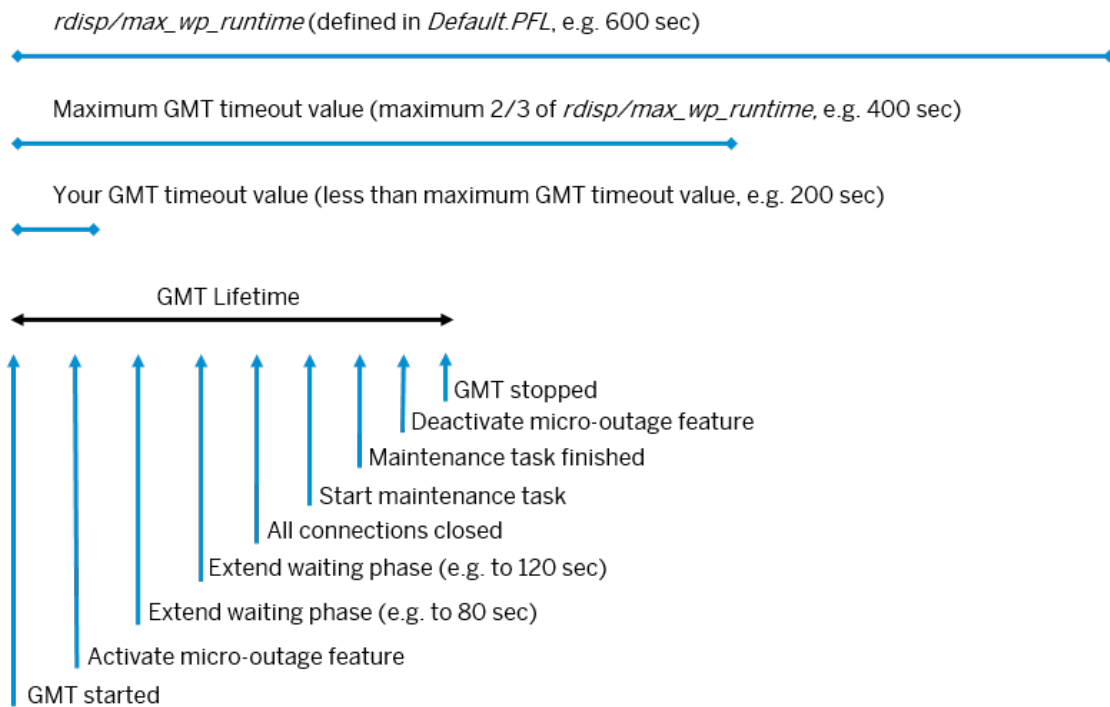 rdisp/max_wp_runtime (defined in Default.PFL, e.g. 600 sec)
Maximum GMT timeout value (maximum 2/3 of rdisp/max_wp_runtime, e.g. 400 sec)
Your GMT timeout value (less than maximum GMT timeout value, e.g. 200 sec)
GMT Lifetime
GMT stopped
Deactivate micro-outage feature
Maintenance task finished
Start maintenance task
All connections closed
Extend waiting phase (e.g. to 120 sec)
Extend waiting phase (e.g. to 80 sec)
Activate micro-outage feature
GMT started